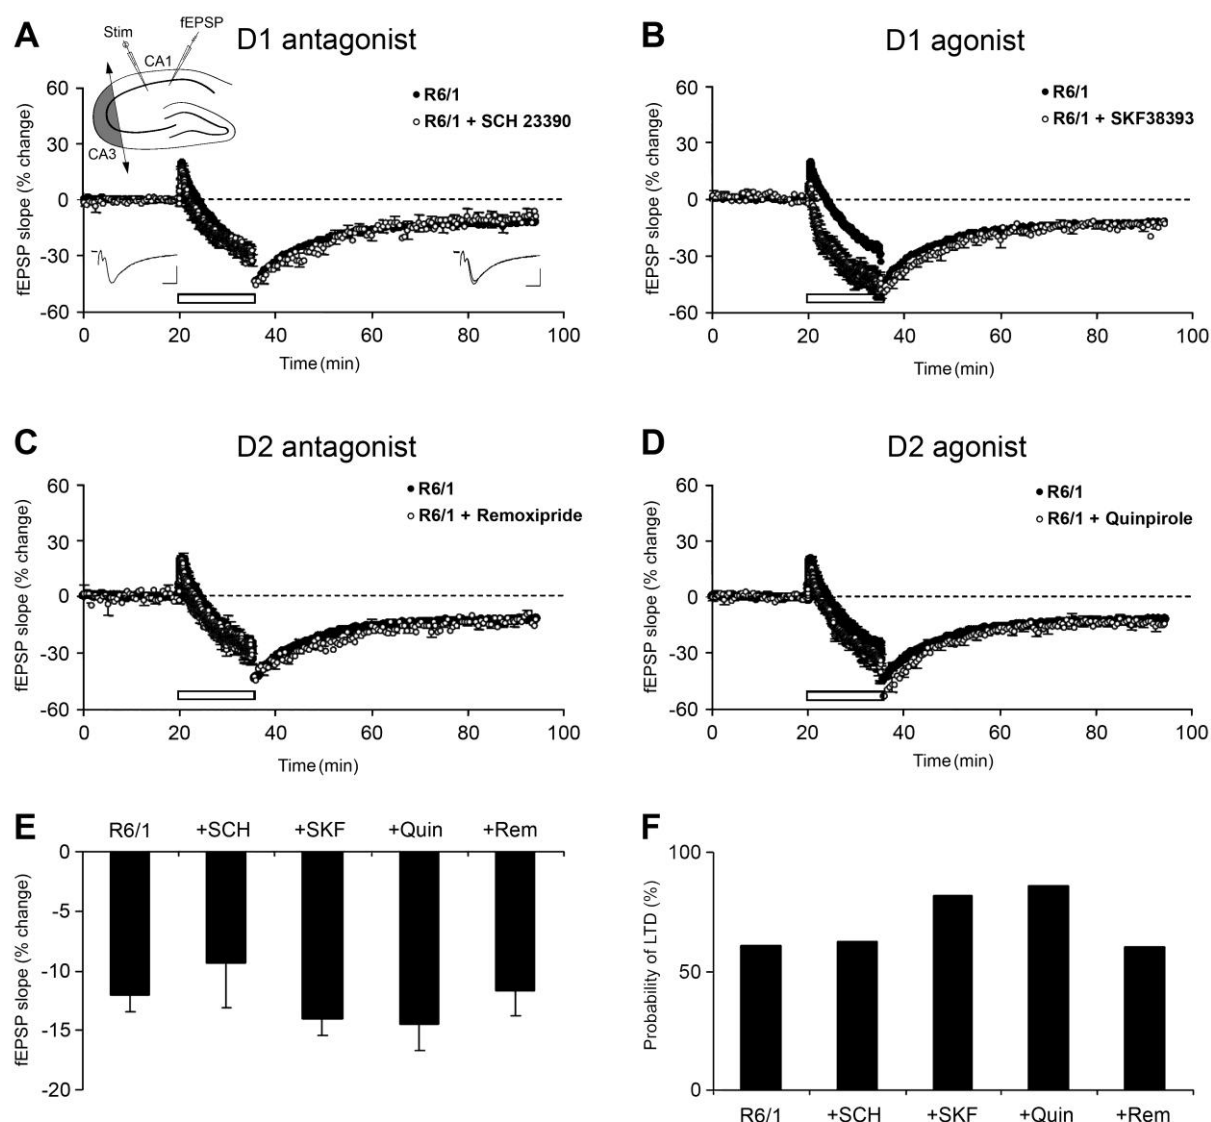 A
D1 antagonist
Stim
fEPSP
CA1
CA3
R6/1
R6/1 + SCH 23390
fEPSP slope (% change)
60
30
0
-30
-60
0 20 40 60 80 100
Time (min)
B
D1 agonist
R6/1
R6/1 + SKF38393
fEPSP slope (% change)
60
30
0
-30
-60
0 20 40 60 80 100
Time (min)
C
D2 antagonist
R6/1
R6/1 + Remoxipride
fEPSP slope (% change)
60
30
0
-30
-60
0 20 40 60 80 100
Time (min)
D
D2 agonist
R6/1
R6/1 + Quinpirole
fEPSP slope (% change)
60
30
0
-30
-60
0 20 40 60 80 100
Time (min)
E
R6/1 +SCH +SKF +Quin +Rem
fEPSP slope (% change)
0
-5
-10
-15
-20
F
Probability of LTD (%)
100
50
0
R6/1 +SCH +SKF +Quin +Rem